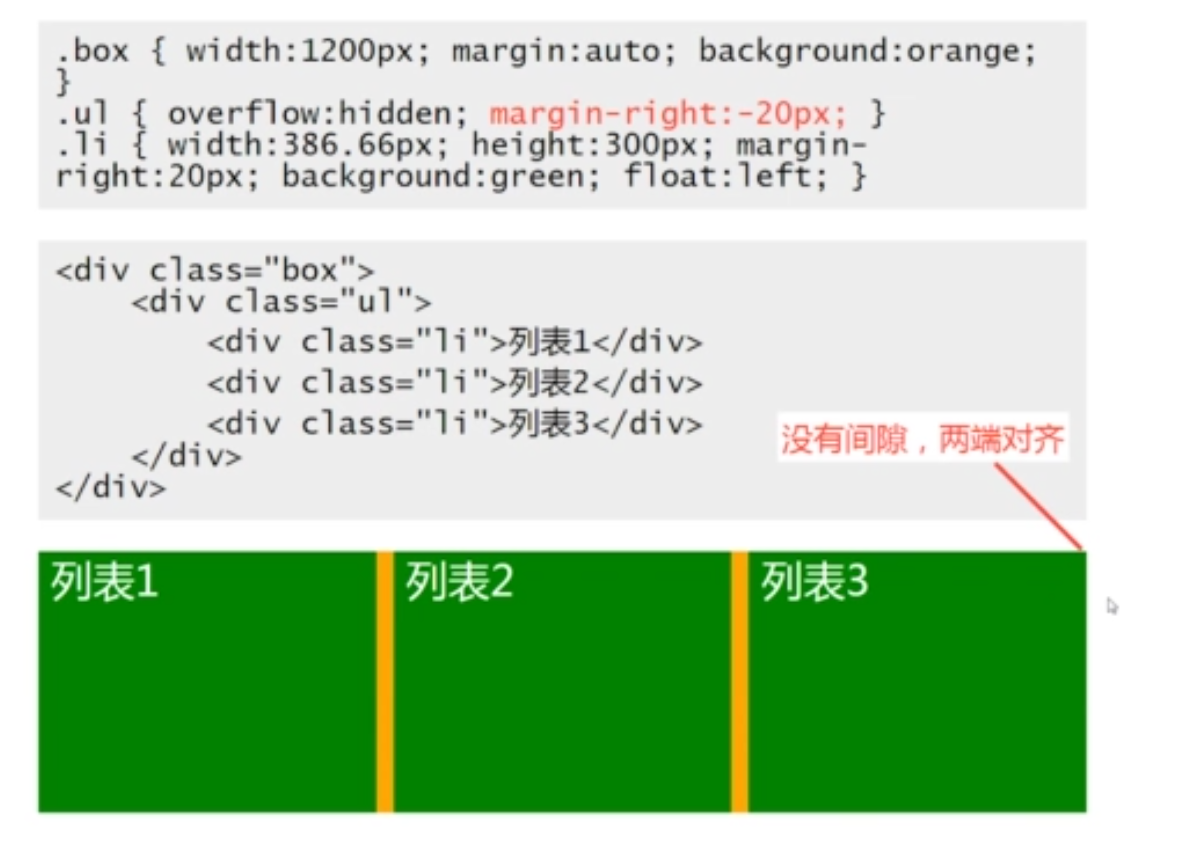 .box { width:1200px; margin:auto; background:orange;
}
.ul { overflow:hidden; margin-right:-20px; }
.li { width:386.66px; height:300px; margin-
right:20px; background:green; float:left; }
<div class="box">
<div class="ul">
<div class="li">列表1</div>
<div class="li">列表2</div>
<div class="li">列表3</div>
</div>
</div>
没有间隙，两端对齐
列表1
列表2
列表3